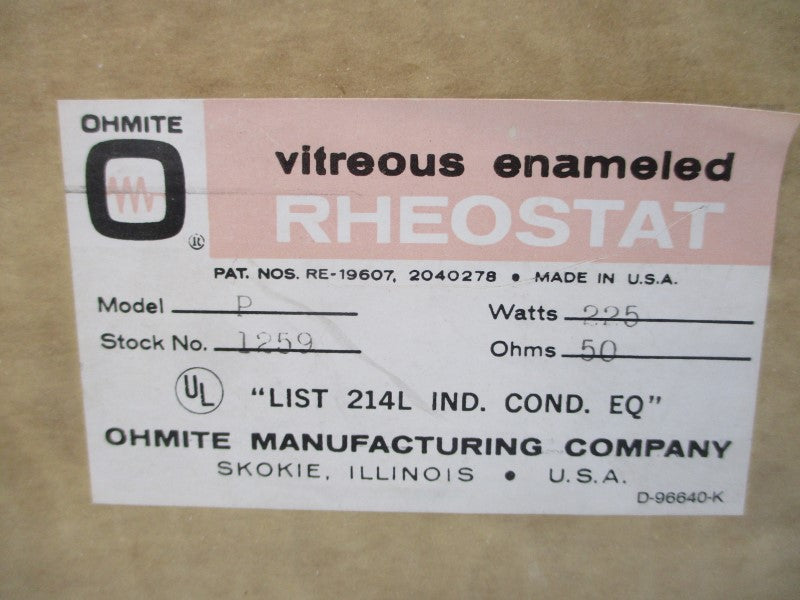 OHMITE
®
vitreous enameled
RHEOSTAT
PAT. NOS. RE-19607, 2040278 • MADE IN U.S.A.
Model P
Watts 225
Stock No. 1259
Ohms 50
UL "LIST 214L IND. COND. EQ"
OHMITE MANUFACTURING COMPANY
SKOKIE, ILLINOIS • U.S.A.
D-96640-K